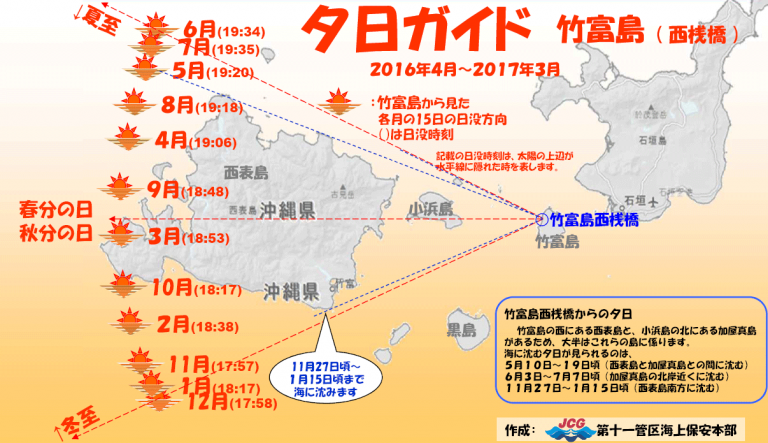 夕日ガイド 竹富島 ( 西桟橋 )
2016年4月～2017年3月
↓夏至
6月(19:34)
7月(19:35)
5月(19:20)
8月(19:18)
4月(19:06)
9月(18:48)
春分の日
秋分の日
3月(18:53)
10月(18:17)
2月(18:38)
11月(17:57)
1月(18:17)
12月(17:58)
↑冬至
：竹富島から見た
各月の15日の日没方向
( )は日没時刻
記載の日没時刻は、太陽の上辺が
水平線に隠れた時を表します。
西表島
西表島
沖縄県
古見岳
小浜島
竹富
沖縄県
石垣島
石垣
竹富島西桟橋
竹富島
黒島
11月27日頃～
1月15日頃まで
海に沈みます
竹富島西桟橋からの夕日
竹富島の西にある西表島と、小浜島の北にある加屋真島
があるため、大半はこれらの島に係ります。
海に沈む夕日が見られるのは、
5月10日～19日頃（西表島と加屋真島との間に沈む）
6月3日～7月7日頃（加屋真島の北岸近くに沈む）
11月27日～1月15日頃（西表島南方に沈む）
作成： JCG 第十一管区海上保安本部